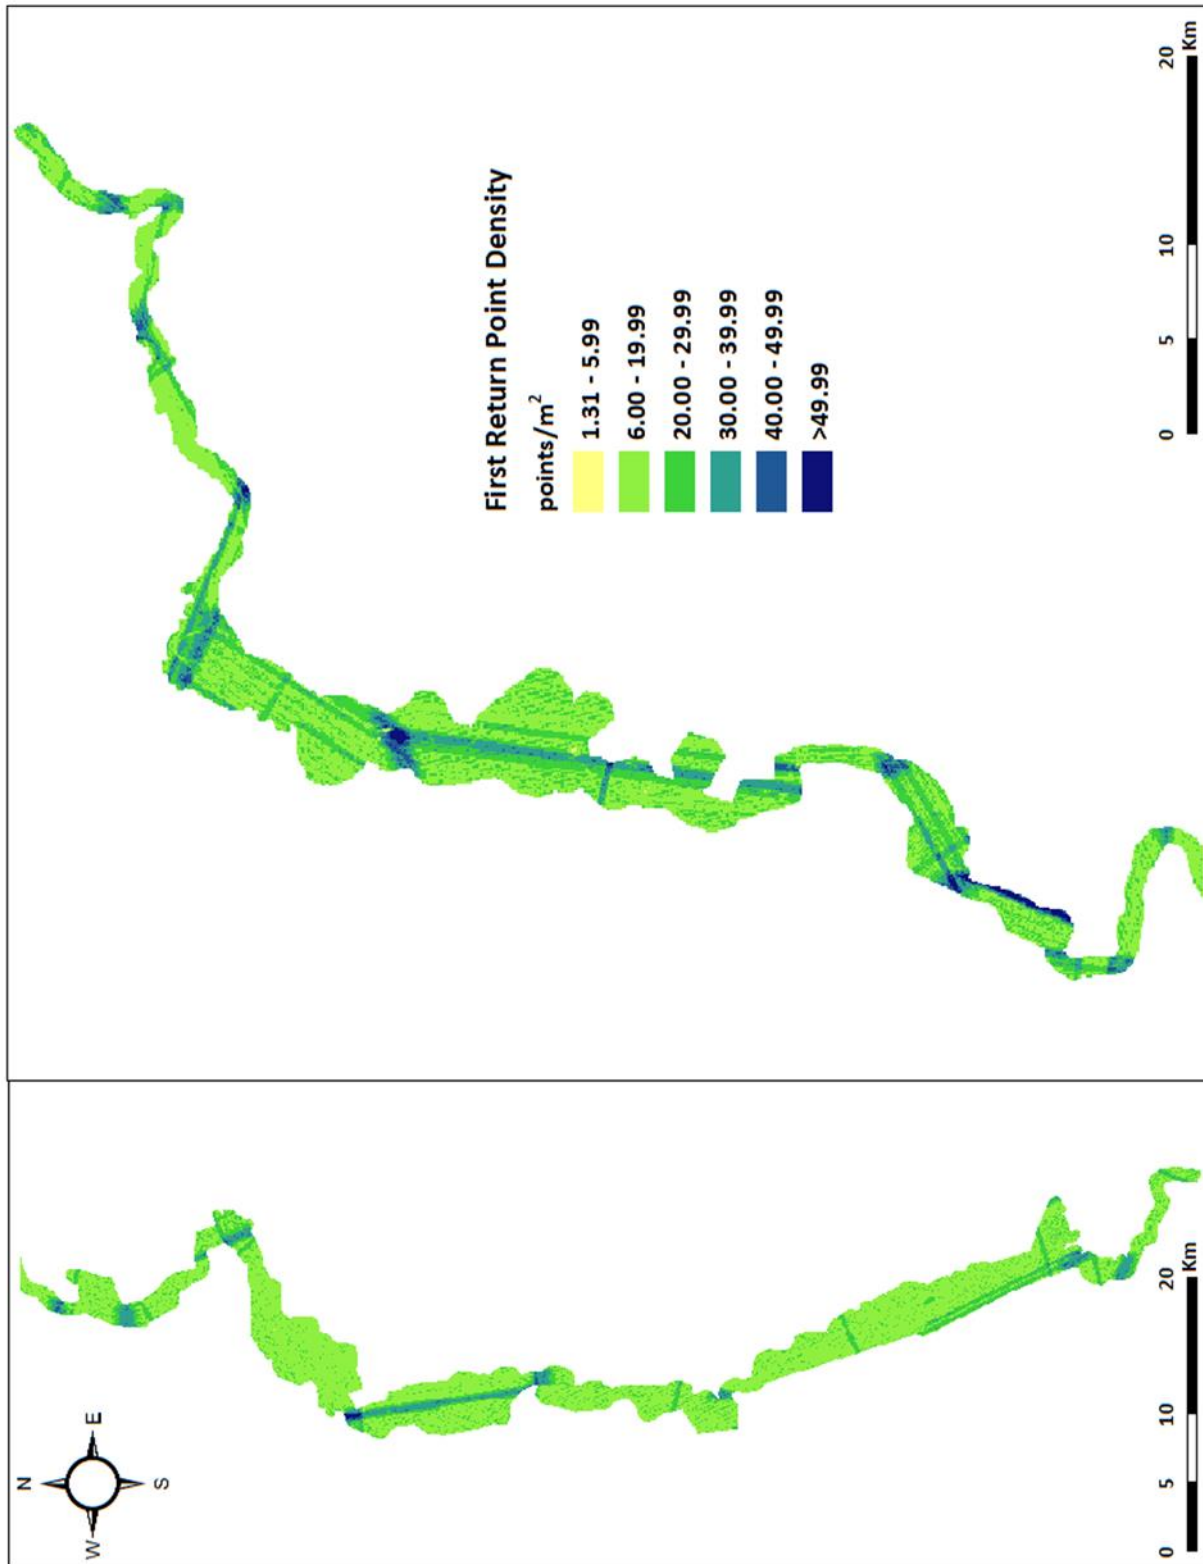 First Return Point Density
points/m²
1.31 - 5.99
6.00 - 19.99
20.00 - 29.99
30.00 - 39.99
40.00 - 49.99
>49.99
0 5 10 20
Km
N
W E
S
0 5 10 20
Km